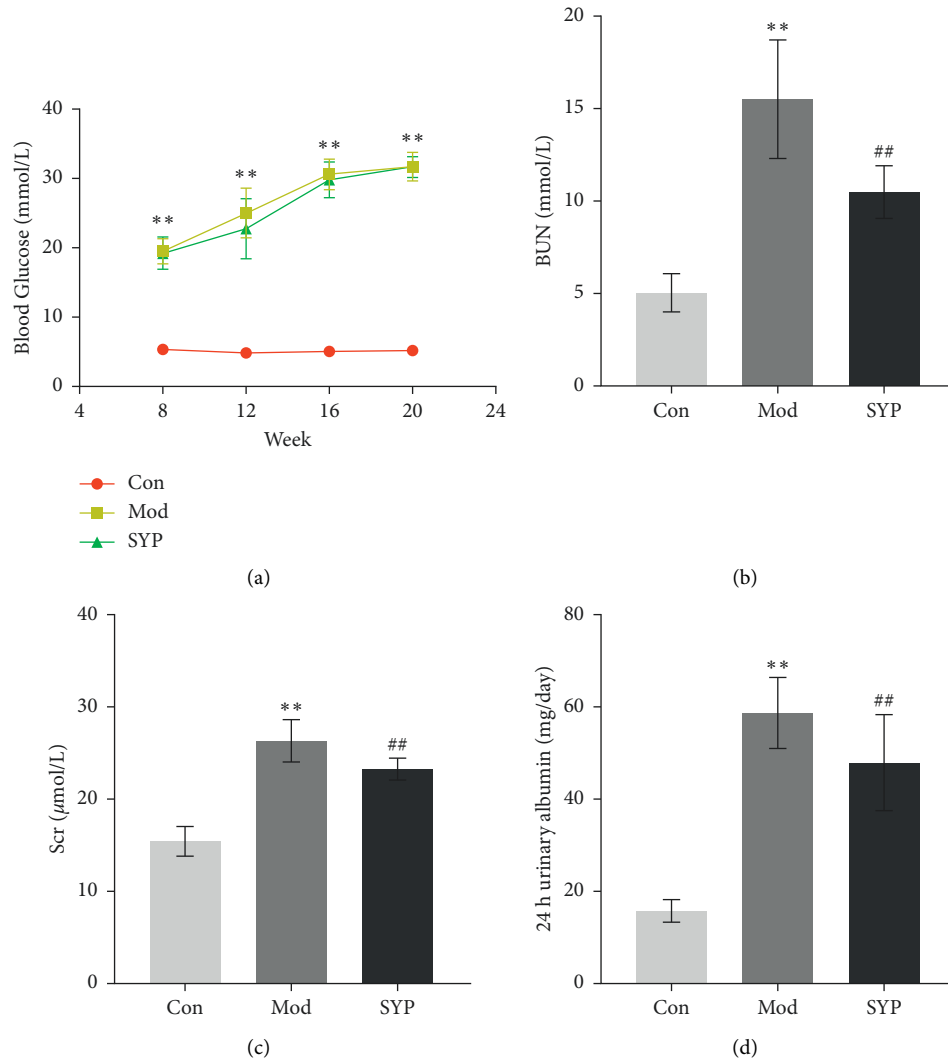 40
30
20
10
0
Blood Glucose (mmol/L)
**
**
**
**
4
8
12
16
20
24
Week
Con
Mod
SYP
(a)
20
15
10
5
0
BUN (mmol/L)
**
##
Con
Mod
SYP
(b)
40
30
20
10
0
Scr (µmol/L)
**
##
Con
Mod
SYP
(c)
80
60
40
20
0
24 h urinary albumin (mg/day)
**
##
Con
Mod
SYP
(d)